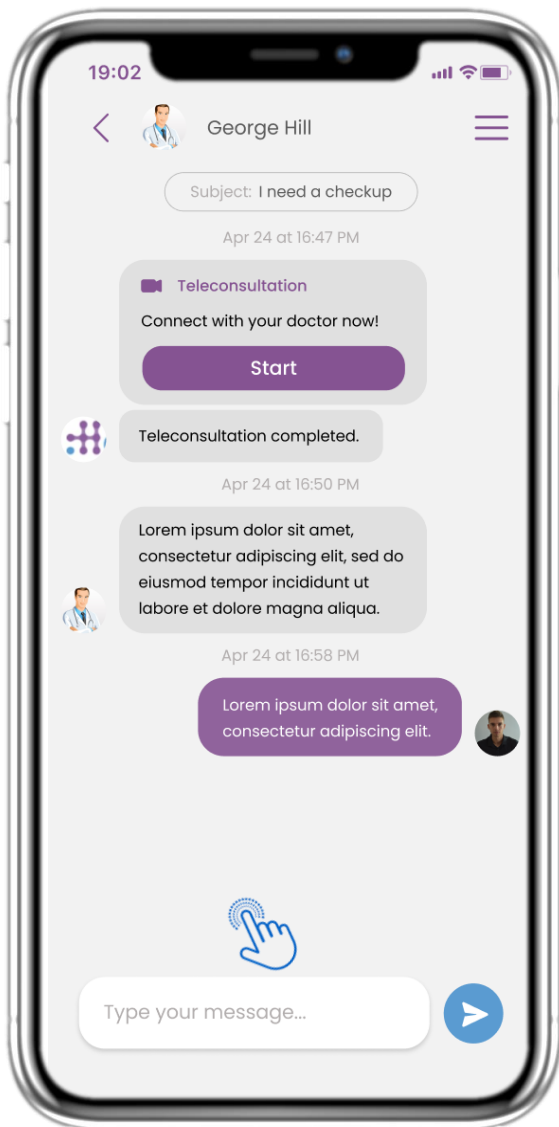 19:02
George Hill
Subject: I need a checkup
Apr 24 at 16:47 PM
Teleconsultation
Connect with your doctor now!
Start
Teleconsultation completed.
Apr 24 at 16:50 PM
Lorem ipsum dolor sit amet,
consectetur adipiscing elit, sed do
eiusmod tempor incididunt ut
labore et dolore magna aliqua.
Apr 24 at 16:58 PM
Lorem ipsum dolor sit amet,
consectetur adipiscing elit.
Type your message...